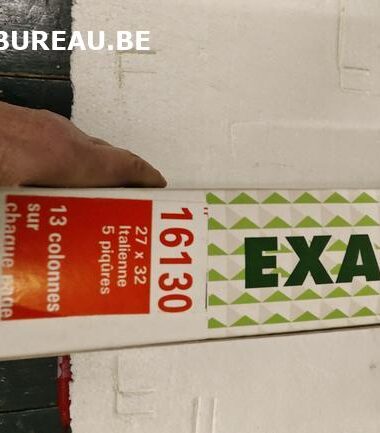 BUREAU.BE
16130
27 x 32
Italienne
5 piqûres
13 colonnes
sur
chaque page
EXA